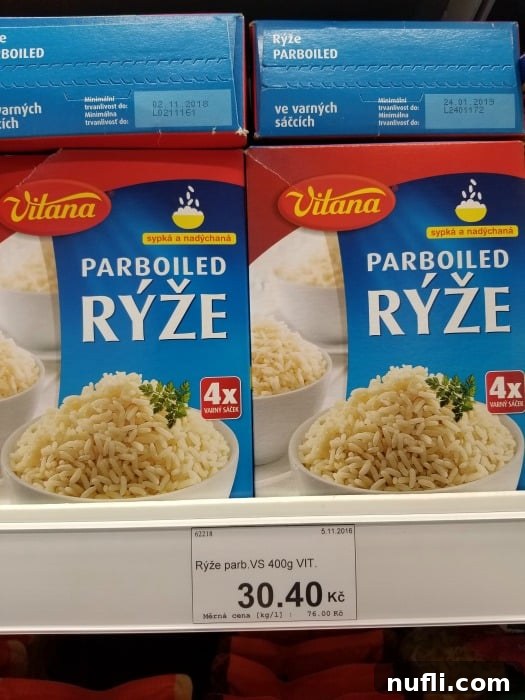 e
BOILED
varných
cích
Minimální
trvanlivost do:
Minimálna
trvanlivosť do:
02.11.2018
L0211161
Rýže
PARBOILED
ve varných
sáčcích
Minimální
trvanlivost do:
Minimálna
trvanlivosť do:
24.01.2019
L2401172
Vitana
sypká a nadýchaná
PARBOILED
RÝŽE
4x
VARNÝ SÁČEK
Vitana
sypká a nadýchaná
PARBOILED
RÝŽE
4x
VARNÝ SÁČEK
62218
5.11.2016
Rýže parb.VS 400g VIT.
30.40 Kč
Měrná cena [kg/l] : 76.00 Kč
nufli.com